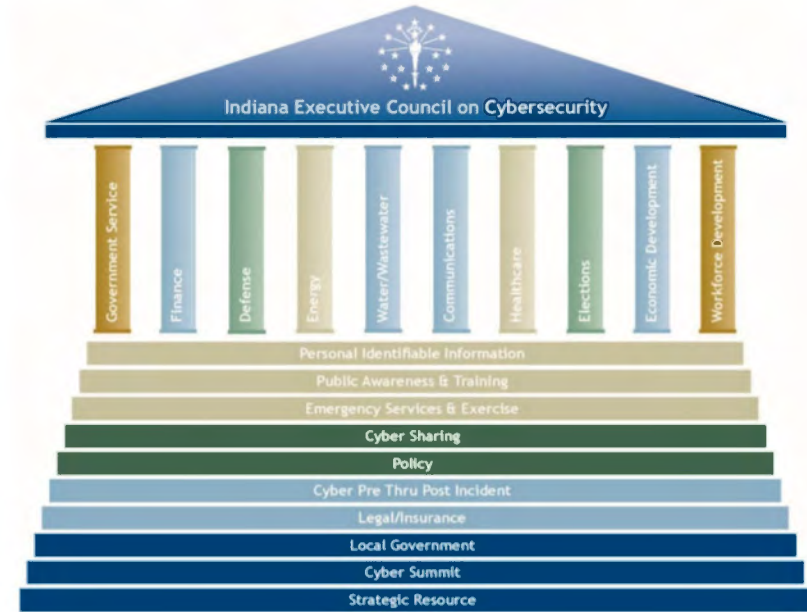 Indiana Executive Council on Cybersecurity
Government Service
Finance
Defense
Energy
Water/Wastewater
Communications
Healthcare
Elections
Economic Development
Workforce Development
Personal Identifiable Information
Public Awareness & Training
Emergency Services & Exercise
Cyber Sharing
Policy
Cyber Pre Thru Post Incident
Legal/Insurance
Local Government
Cyber Summit
Strategic Resource